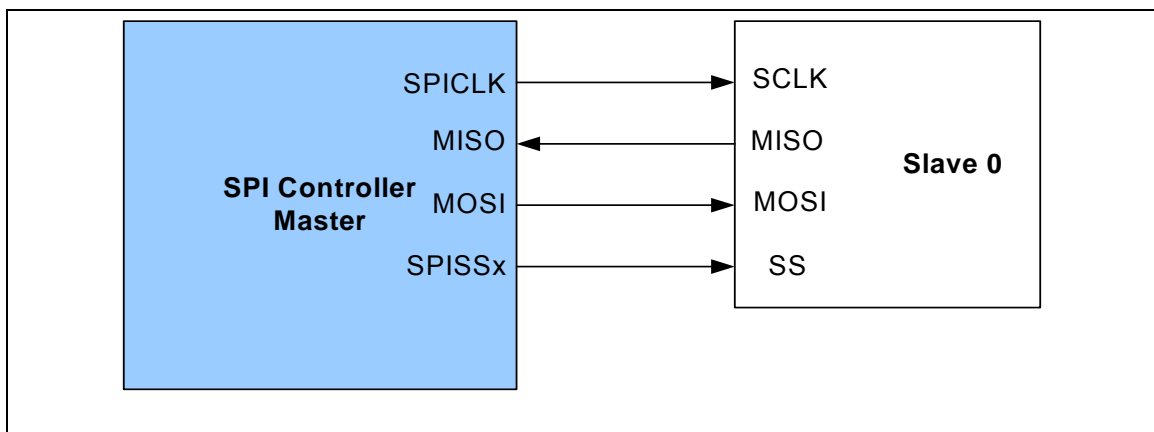 SPICLK
MISO
SPI Controller
Master
MOSI
SPISSx
SCLK
MISO
Slave 0
MOSI
SS